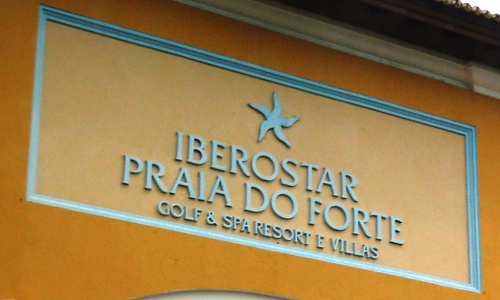 IBEROSTAR
PRAIA DO FORTE
GOLF & SPA RESORT E VILLAS